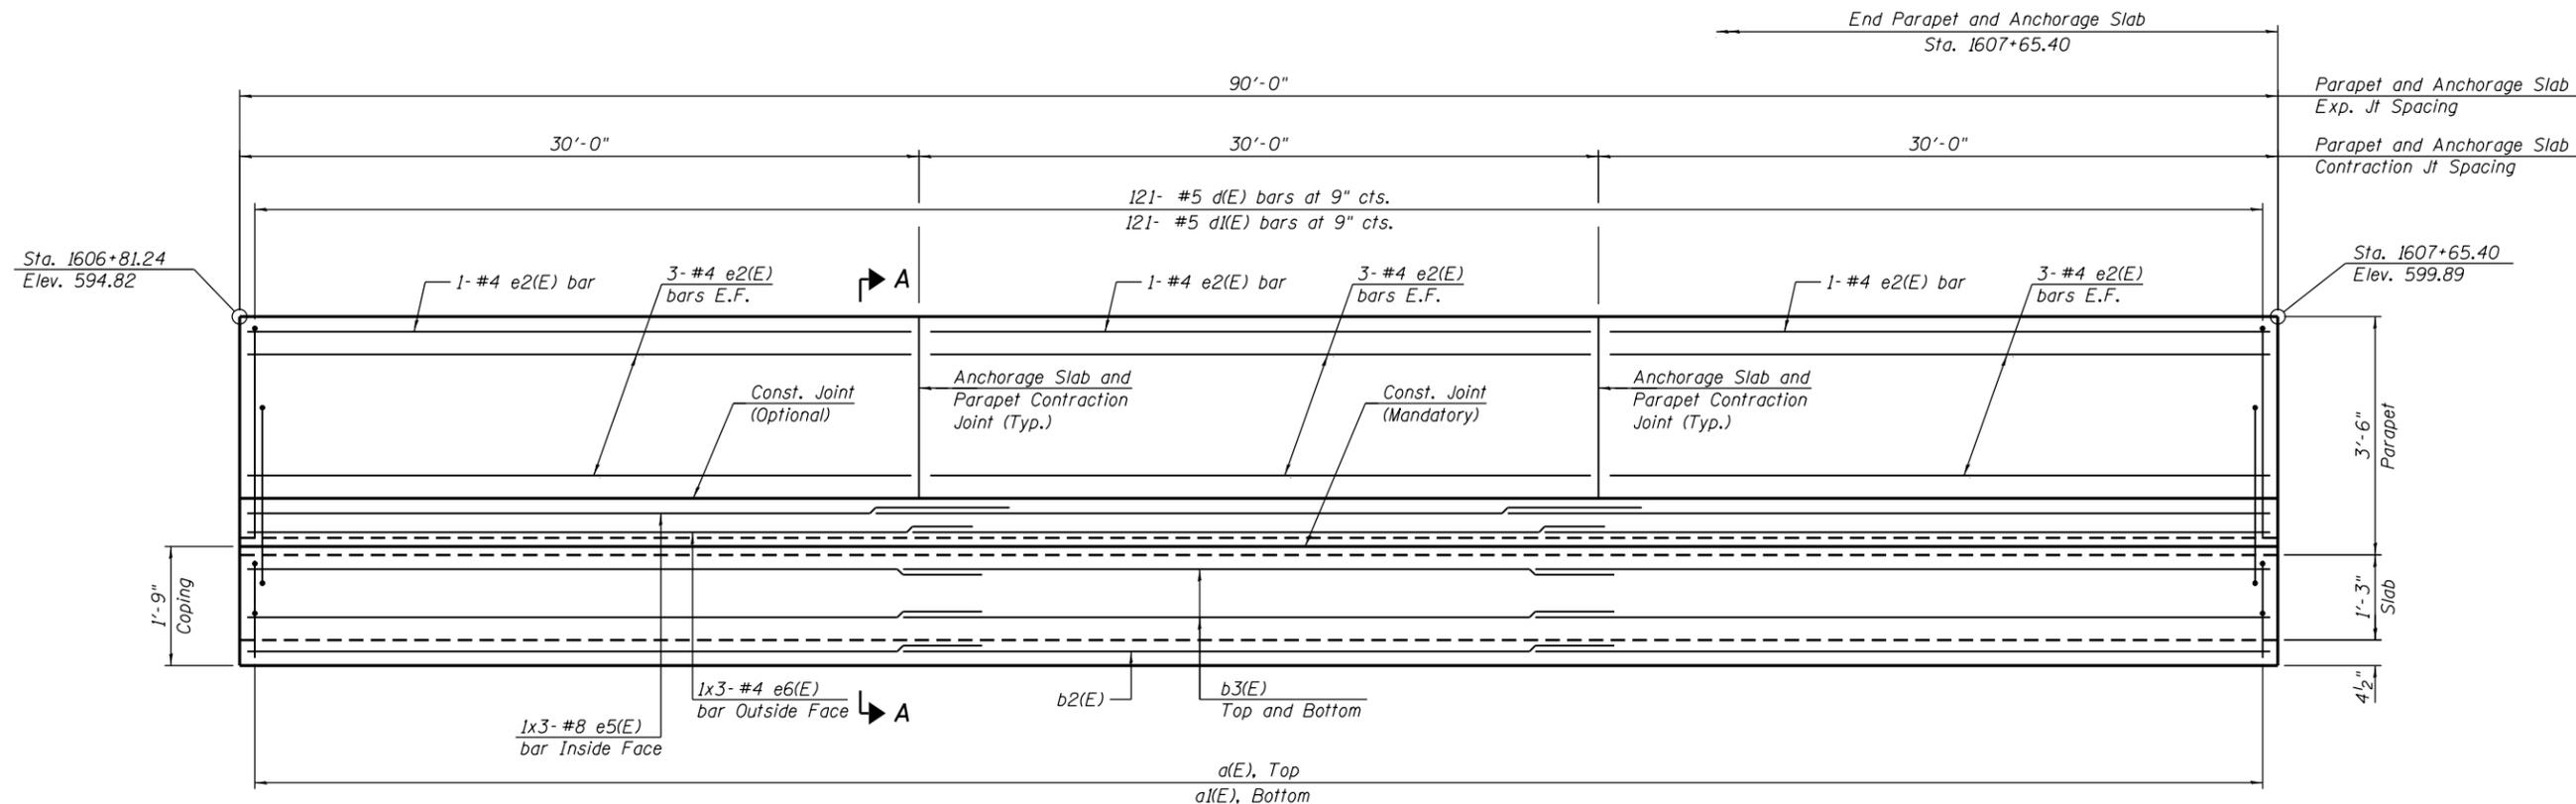 End Parapet and Anchorage Slab
Sta. 1607+65.40
90'-0"
Parapet and Anchorage Slab
Exp. Jt Spacing
30'-0"
30'-0"
30'-0"
Parapet and Anchorage Slab
Contraction Jt Spacing
121- #5 d(E) bars at 9" cts.
121- #5 d1(E) bars at 9" cts.
Sta. 1606+81.24
Elev. 594.82
1-#4 e2(E) bar
3-#4 e2(E)
bars E.F.
A
1-#4 e2(E) bar
3-#4 e2(E)
bars E.F.
1-#4 e2(E) bar
3-#4 e2(E)
bars E.F.
Sta. 1607+65.40
Elev. 599.89
Const. Joint
(Optional)
Anchorage Slab and
Parapet Contraction
Joint (Typ.)
Const. Joint
(Mandatory)
Anchorage Slab and
Parapet Contraction
Joint (Typ.)
3'-6"
Parapet
1'-9"
Coping
1'-3"
Slab
4½"
1x3-#4 e6(E)
bar Outside Face
A
b2(E)
b3(E)
Top and Bottom
1x3-#8 e5(E)
bar Inside Face
a(E), Top
a1(E), Bottom